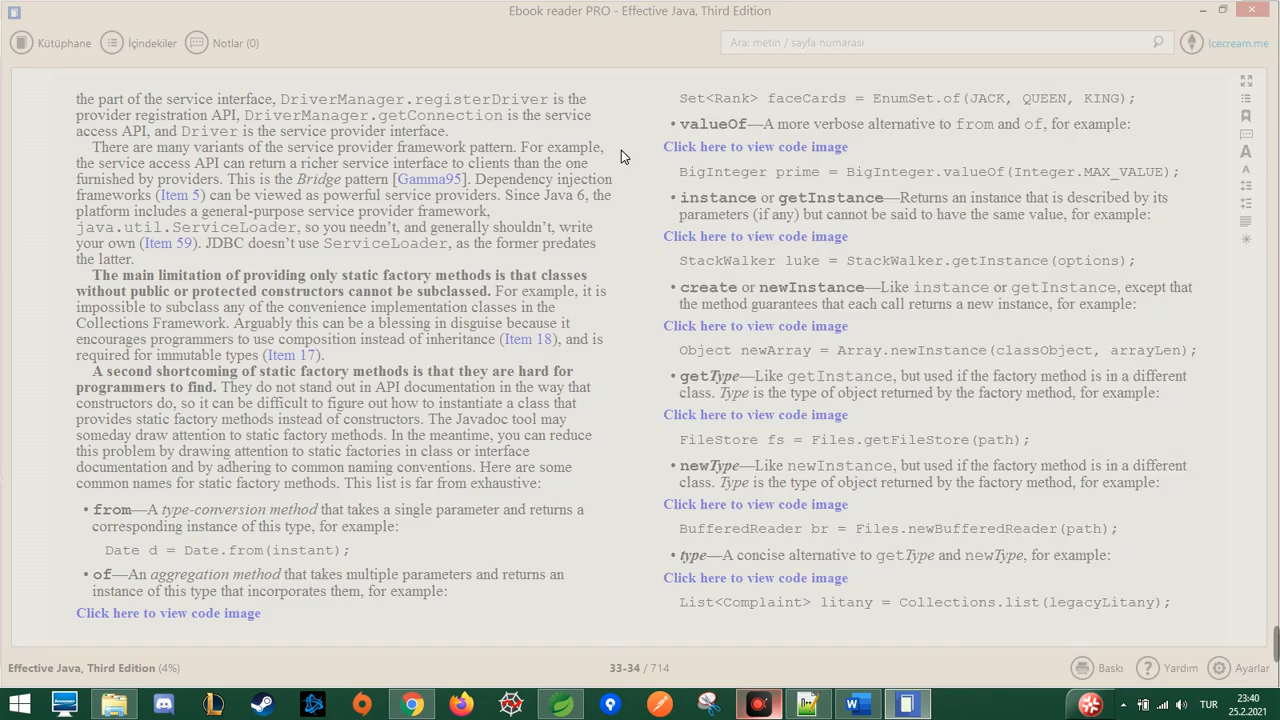 Ebook reader PRO - Effective Java, Third Edition
Kütüphane
İçindekiler
Notlar (0)
Ara: metin / sayfa numarası
Icecream.me
the part of the service interface, DriverManager.registerDriver is the
provider registration API, DriverManager.getConnection is the service
access API, and Driver is the service provider interface.
There are many variants of the service provider framework pattern. For example,
the service access API can return a richer service interface to clients than the one
furnished by providers. This is the Bridge pattern [Gamma95]. Dependency injection
frameworks (Item 5) can be viewed as powerful service providers. Since Java 6, the
platform includes a general-purpose service provider framework,
java.util.ServiceLoader, so you needn't, and generally shouldn't, write
your own (Item 59). JDBC doesn't use ServiceLoader, as the former predates
the latter.
The main limitation of providing only static factory methods is that classes
without public or protected constructors cannot be subclassed. For example, it is
impossible to subclass any of the convenience implementation classes in the
Collections Framework. Arguably this can be a blessing in disguise because it
encourages programmers to use composition instead of inheritance (Item 18), and is
required for immutable types (Item 17).
A second shortcoming of static factory methods is that they are hard for
programmers to find. They do not stand out in API documentation in the way that
constructors do, so it can be difficult to figure out how to instantiate a class that
provides static factory methods instead of constructors. The Javadoc tool may
someday draw attention to static factory methods. In the meantime, you can reduce
this problem by drawing attention to static factories in class or interface
documentation and by adhering to common naming conventions. Here are some
common names for static factory methods. This list is far from exhaustive:
• from—A type-conversion method that takes a single parameter and returns a
corresponding instance of this type, for example:
Date d = Date.from(instant);
• of—An aggregation method that takes multiple parameters and returns an
instance of this type that incorporates them, for example:
Click here to view code image
Set<Rank> faceCards = EnumSet.of(JACK, QUEEN, KING);
• valueOf—A more verbose alternative to from and of, for example:
Click here to view code image
BigInteger prime = BigInteger.valueOf(Integer.MAX_VALUE);
• instance or getInstance—Returns an instance that is described by its
parameters (if any) but cannot be said to have the same value, for example:
Click here to view code image
StackWalker luke = StackWalker.getInstance(options);
• create or newInstance—Like instance or getInstance, except that
the method guarantees that each call returns a new instance, for example:
Click here to view code image
Object newArray = Array.newInstance(classObject, arrayLen);
• getType—Like getInstance, but used if the factory method is in a different
class. Type is the type of object returned by the factory method, for example:
Click here to view code image
FileStore fs = Files.getFileStore(path);
• newType—Like newInstance, but used if the factory method is in a different
class. Type is the type of object returned by the factory method, for example:
Click here to view code image
BufferedReader br = Files.newBufferedReader(path);
• type—A concise alternative to getType and newType, for example:
Click here to view code image
List<Complaint> litany = Collections.list(legacyLitany);
Effective Java, Third Edition (4%)
33-34 / 714
Baskı
Yardım
Ayarlar
TUR
23:40
25.2.2021